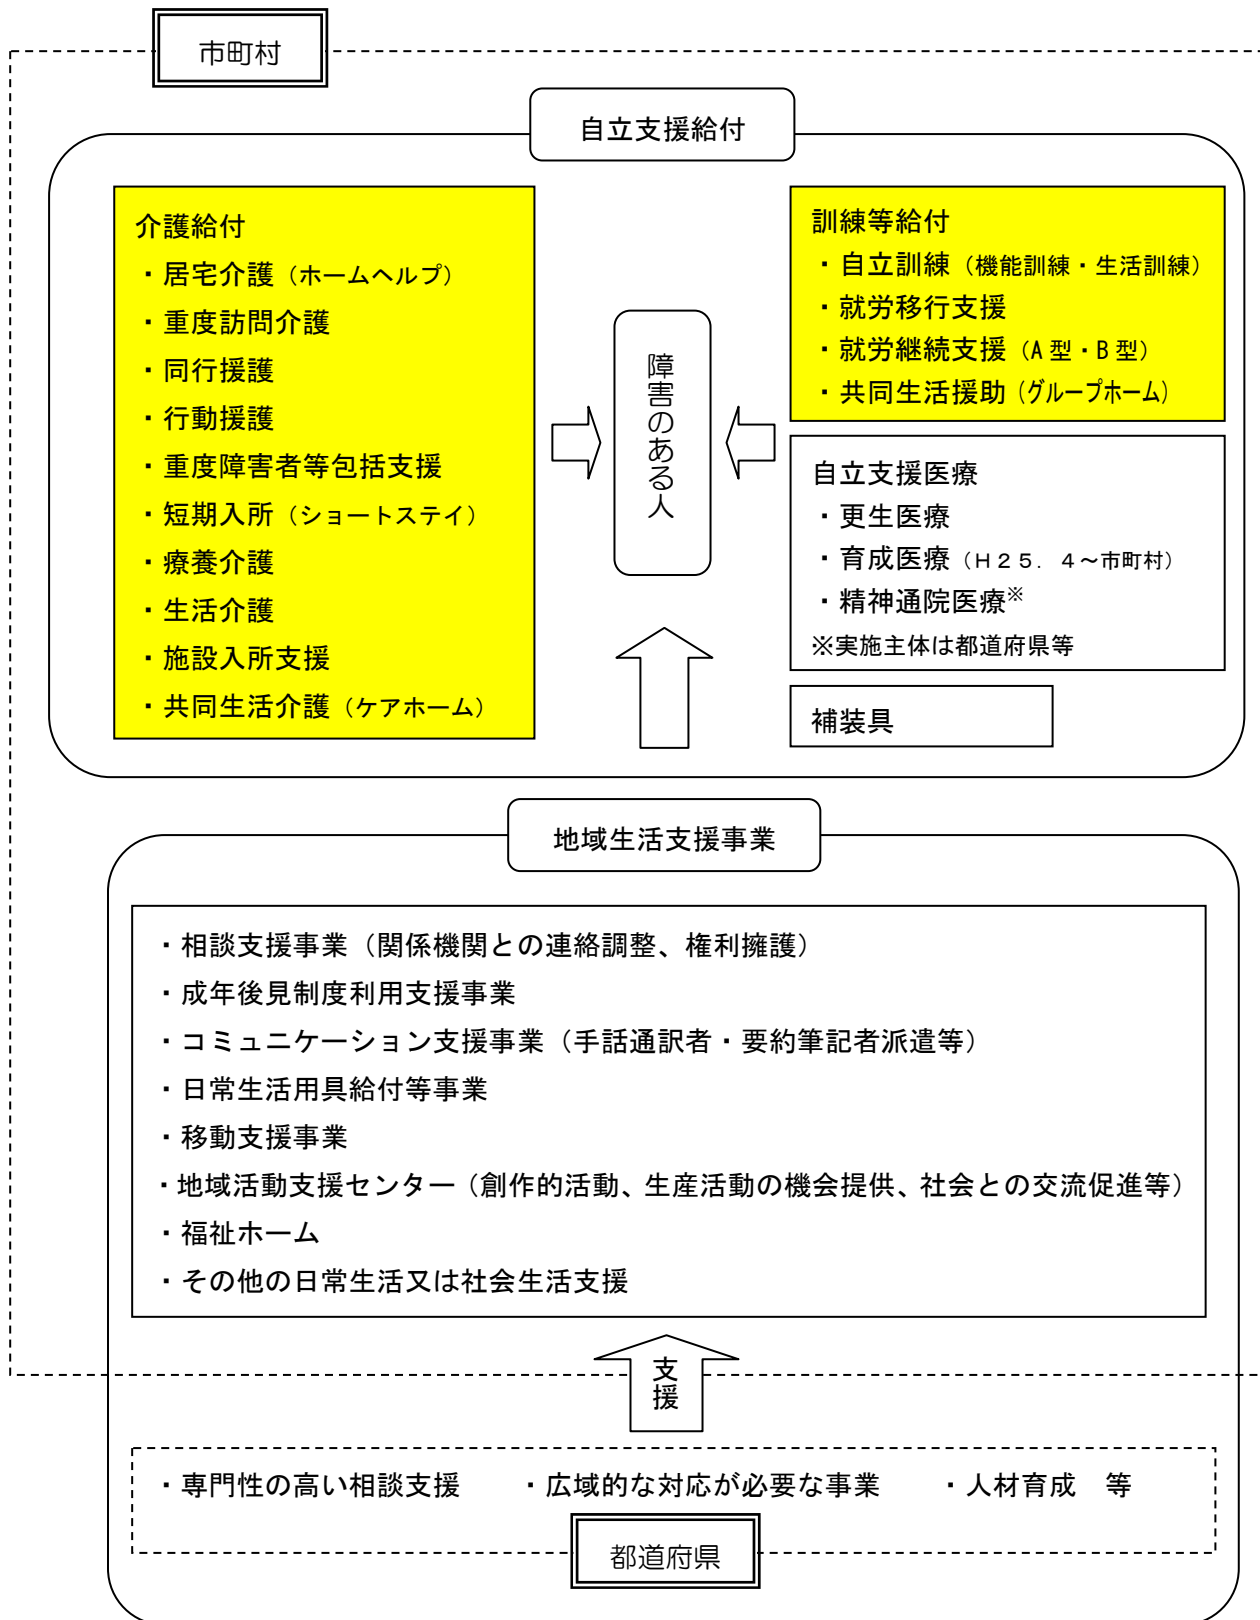 市町村
自立支援給付
介護給付
・居宅介護（ホームヘルプ）
・重度訪問介護
・同行援護
・行動援護
・重度障害者等包括支援
・短期入所（ショートステイ）
・療養介護
・生活介護
・施設入所支援
・共同生活介護（ケアホーム）
障害のある人
訓練等給付
・自立訓練（機能訓練・生活訓練）
・就労移行支援
・就労継続支援（A型・B型）
・共同生活援助（グループホーム）
自立支援医療
・更生医療
・育成医療（Ｈ２５．４～市町村）
・精神通院医療※
※実施主体は都道府県等
補装具
地域生活支援事業
・相談支援事業（関係機関との連絡調整、権利擁護）
・成年後見制度利用支援事業
・コミュニケーション支援事業（手話通訳者・要約筆記者派遣等）
・日常生活用具給付等事業
・移動支援事業
・地域活動支援センター（創作的活動、生産活動の機会提供、社会との交流促進等）
・福祉ホーム
・その他の日常生活又は社会生活支援
支援
・専門性の高い相談支援　・広域的な対応が必要な事業　・人材育成　等
都道府県